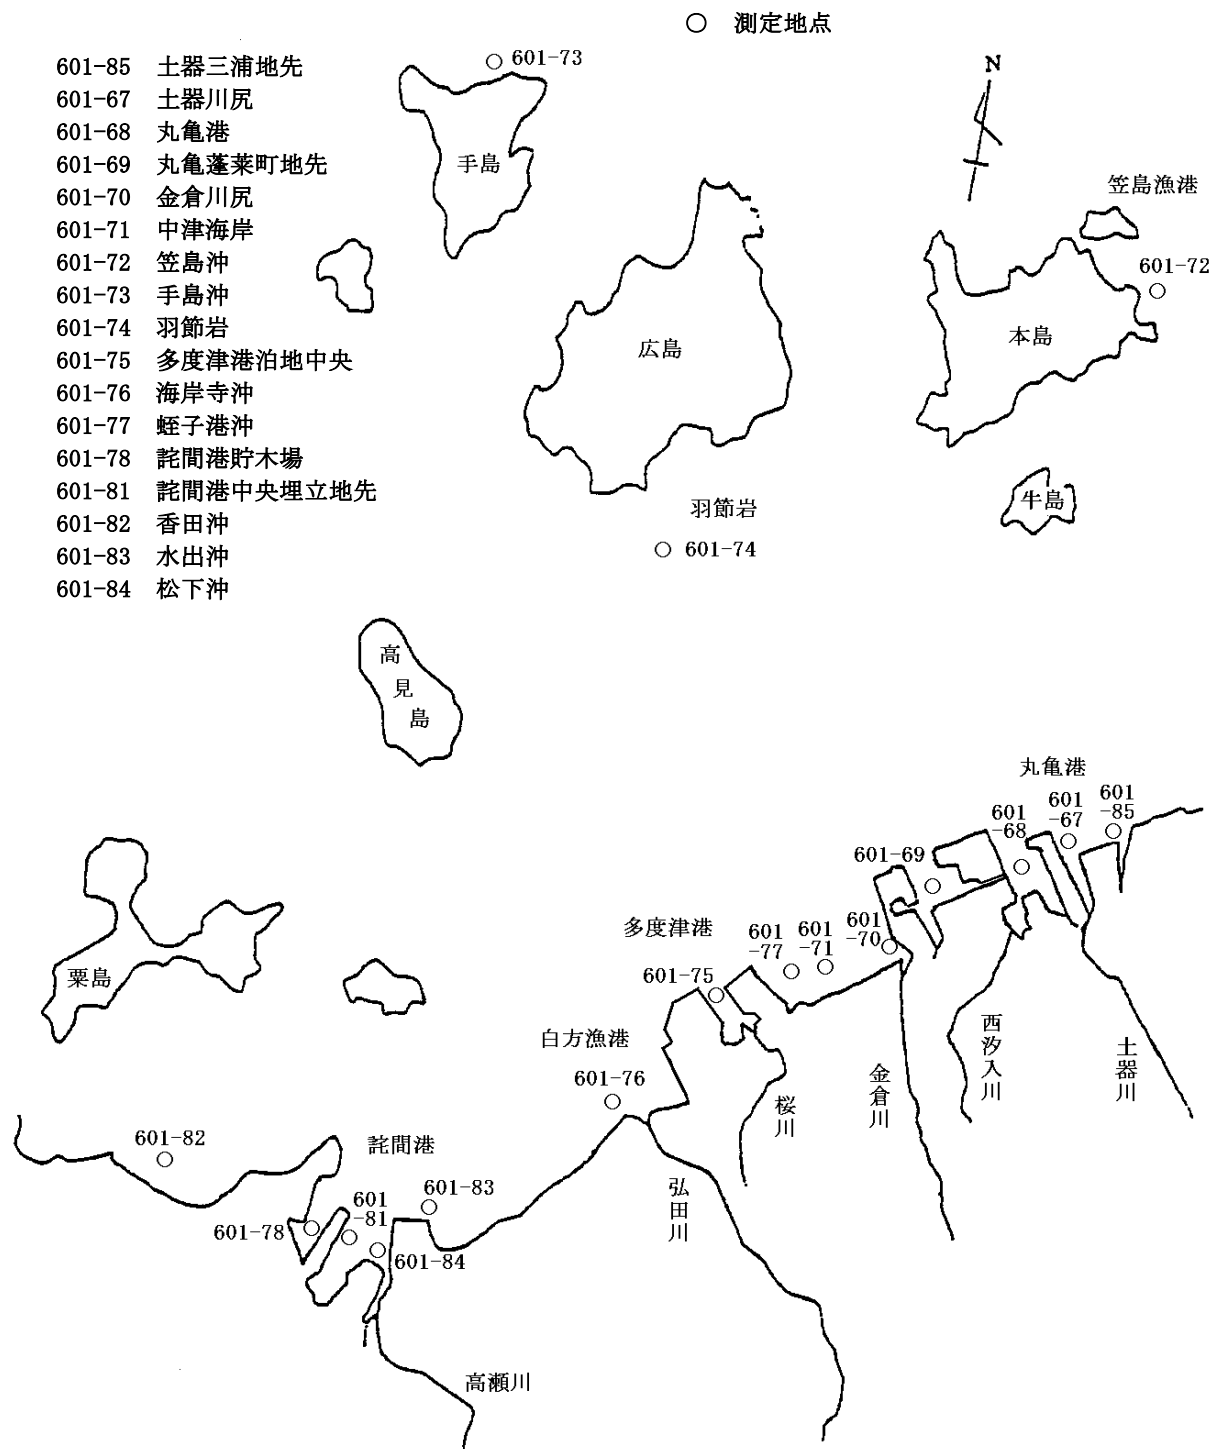 ○ 測定地点
601-85 土器三浦地先
601-67 土器川尻
601-68 丸亀港
601-69 丸亀蓬莱町地先
601-70 金倉川尻
601-71 中津海岸
601-72 笠島沖
601-73 手島沖
601-74 羽節岩
601-75 多度津港泊地中央
601-76 海岸寺沖
601-77 蛭子港沖
601-78 詫間港貯木場
601-81 詫間港中央埋立地先
601-82 香田沖
601-83 水出沖
601-84 松下沖
601-73
N
手島
笠島漁港
601-72
広島
本島
羽節岩
601-74
牛島
高
見
島
丸亀港
601
-85
601
-67
601
-68
601-69
601
-70
多度津港
601
-77
601
-71
601-75
粟島
白方漁港
601-76
西汐入川
土器川
金倉川
桜川
601-82
詫間港
601-83
601
-81
601-78
601-84
弘田川
高瀬川